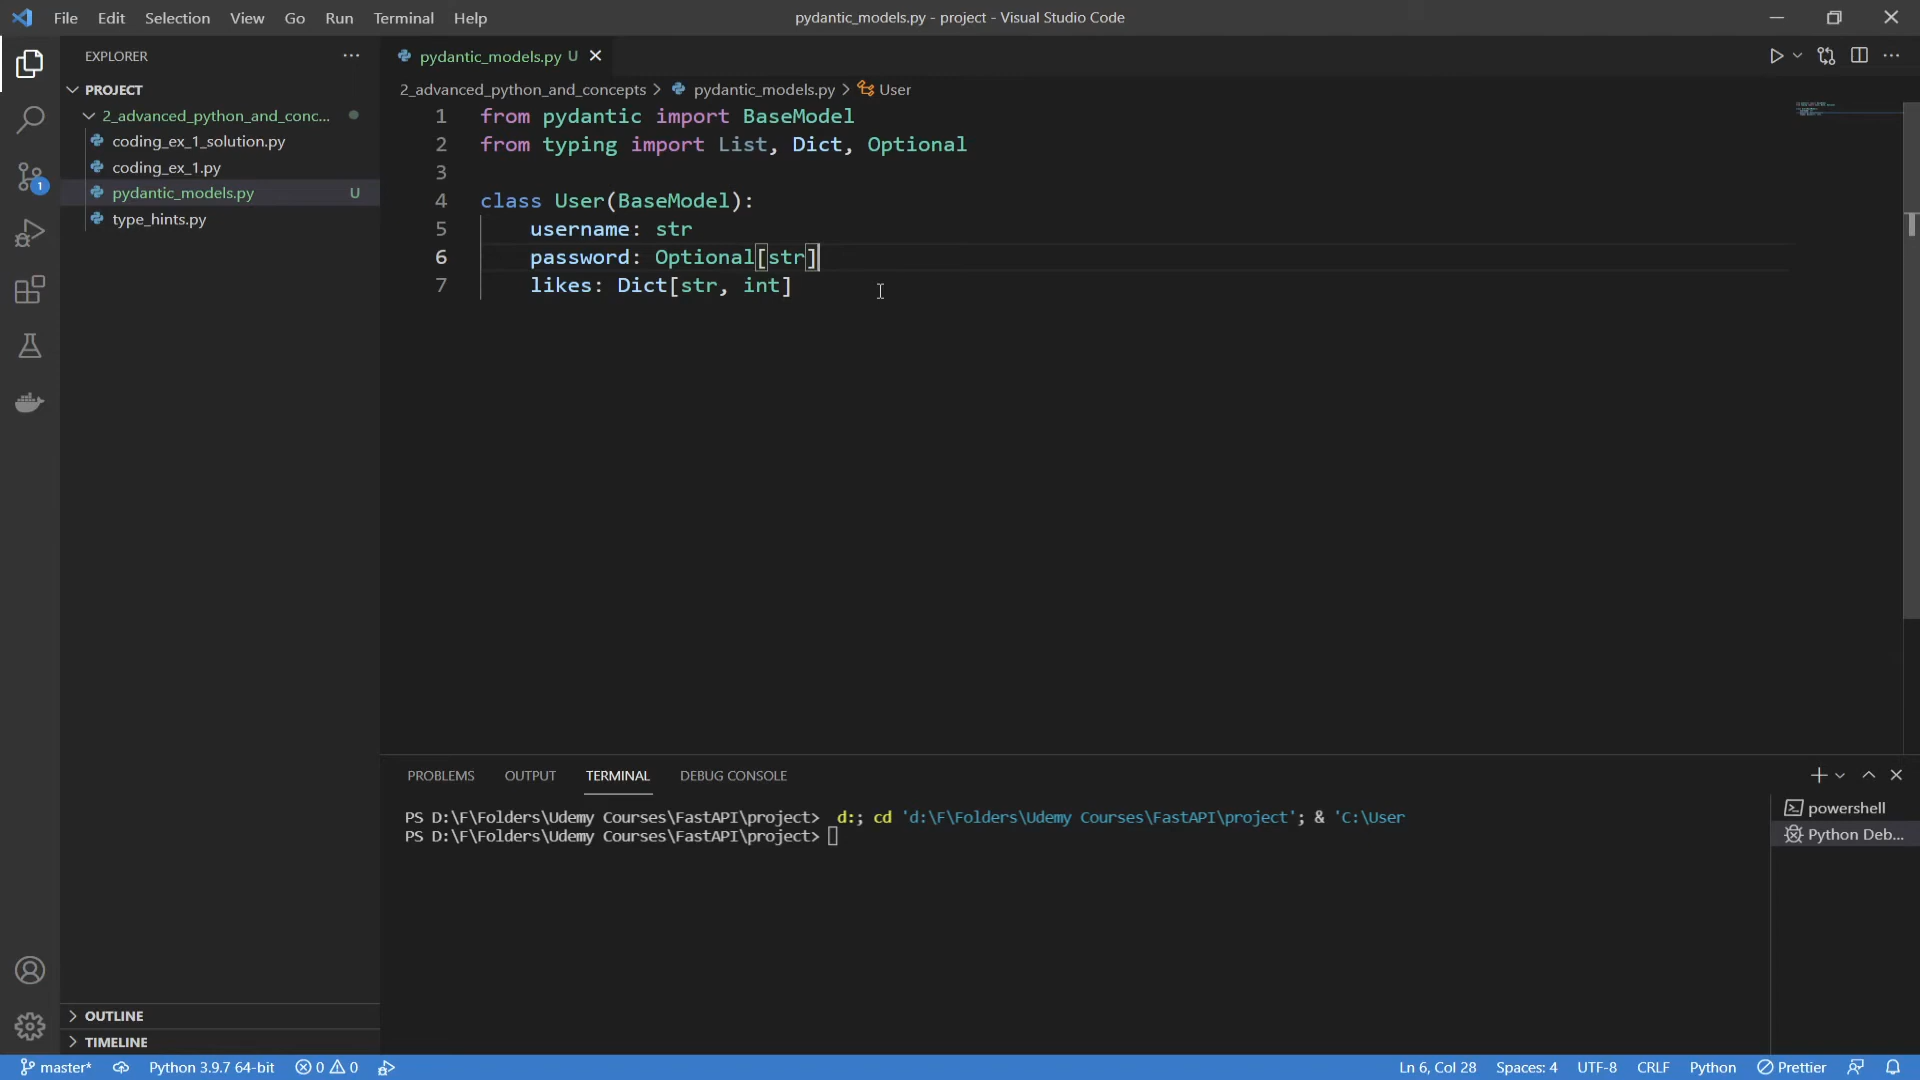 File Edit Selection View Go Run Terminal Help
pydantic_models.py - project - Visual Studio Code
EXPLORER
PROJECT
2_advanced_python_and_conc...
coding_ex_1_solution.py
coding_ex_1.py
pydantic_models.py U
type_hints.py
1
OUTLINE
TIMELINE
pydantic_models.py U
2_advanced_python_and_concepts > pydantic_models.py > User
1 from pydantic import BaseModel
2 from typing import List, Dict, Optional
3
4 class User(BaseModel):
5 username: str
6 password: Optional[str]
7 likes: Dict[str, int]
PROBLEMS OUTPUT TERMINAL DEBUG CONSOLE
PS D:\F\Folders\Udemy Courses\FastAPI\project> d:; cd 'd:\F\Folders\Udemy Courses\FastAPI\project'; & 'C:\User
PS D:\F\Folders\Udemy Courses\FastAPI\project>
powershell
Python Deb...
master* Python 3.9.7 64-bit 0 0 Ln 6, Col 28 Spaces: 4 UTF-8 CRLF Python Prettier